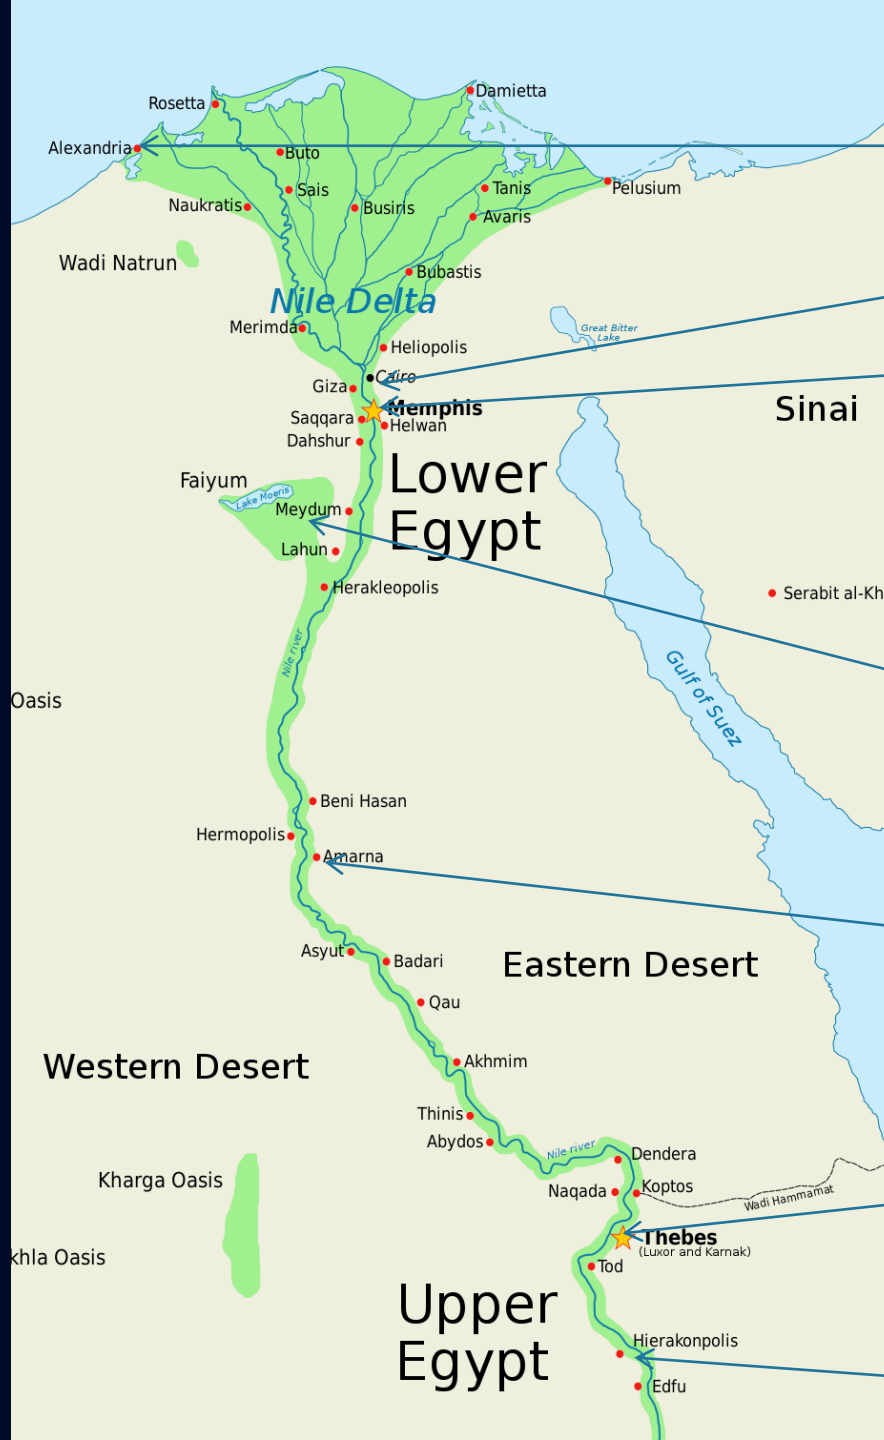 Damietta
Rosetta
Alexandria
Buto
Sais
Tanis
Pelusium
Naukratis
Busiris
Avaris
Wadi Natrun
Bubastis
Nile Delta
Merimda
Great Bitter
Lake
Heliopolis
Cairo
Giza
Memphis
Sinai
Saqqara
Helwan
Dahshur
Lower
Egypt
Faiyum
Lake Moeris
Meydum
Lahun
Herakleopolis
Serabit al-Kh
Nile river
Gulf of Suez
Oasis
Beni Hasan
Hermopolis
Amarna
Asyut
Badari
Eastern Desert
Qau
Western Desert
Akhmim
Thinis
Abydos
Nile river
Dendera
Kharga Oasis
Naqada
Koptos
Wadi Hammamat
Thebes
(Luxor and Karnak)
khla Oasis
Tod
Upper
Egypt
Hierakonpolis
Edfu